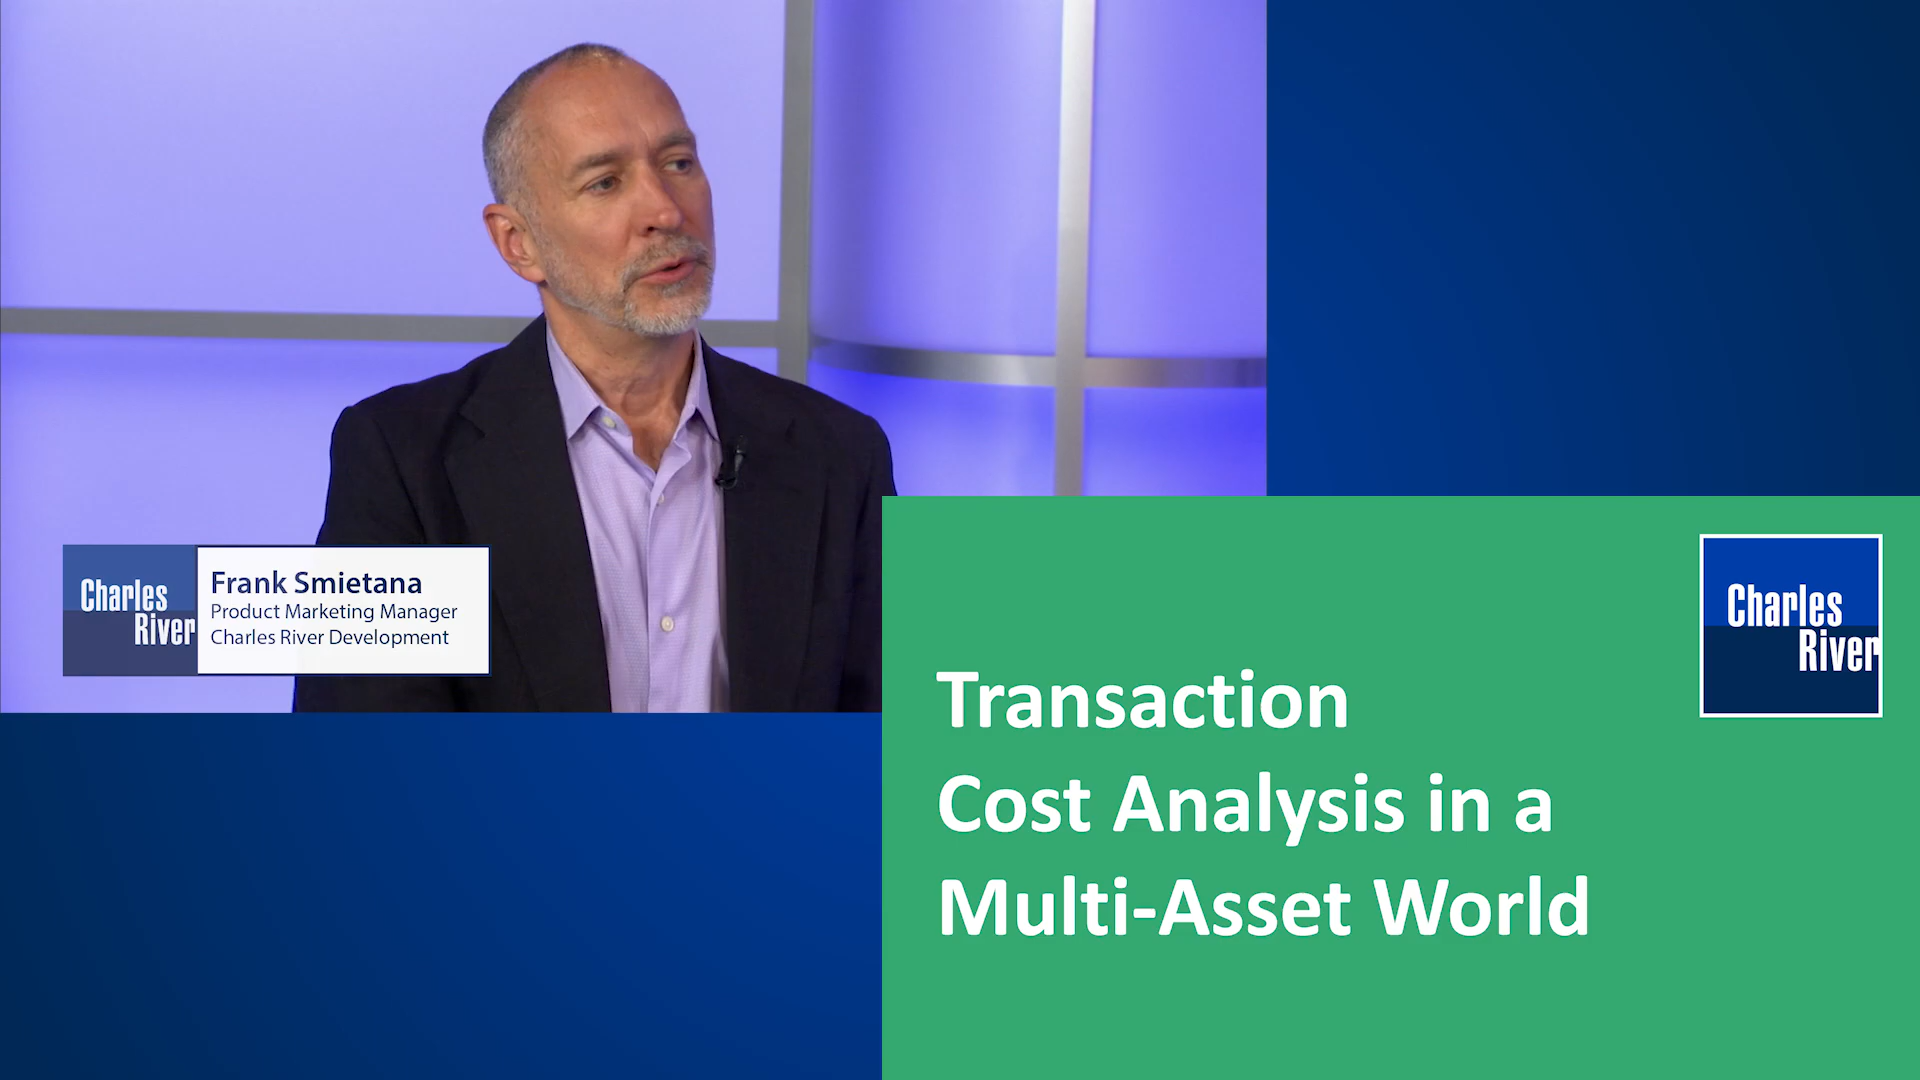 Charles
River
Frank Smietana
Product Marketing Manager
Charles River Development
Charles
River
Transaction
Cost Analysis in a
Multi-Asset World